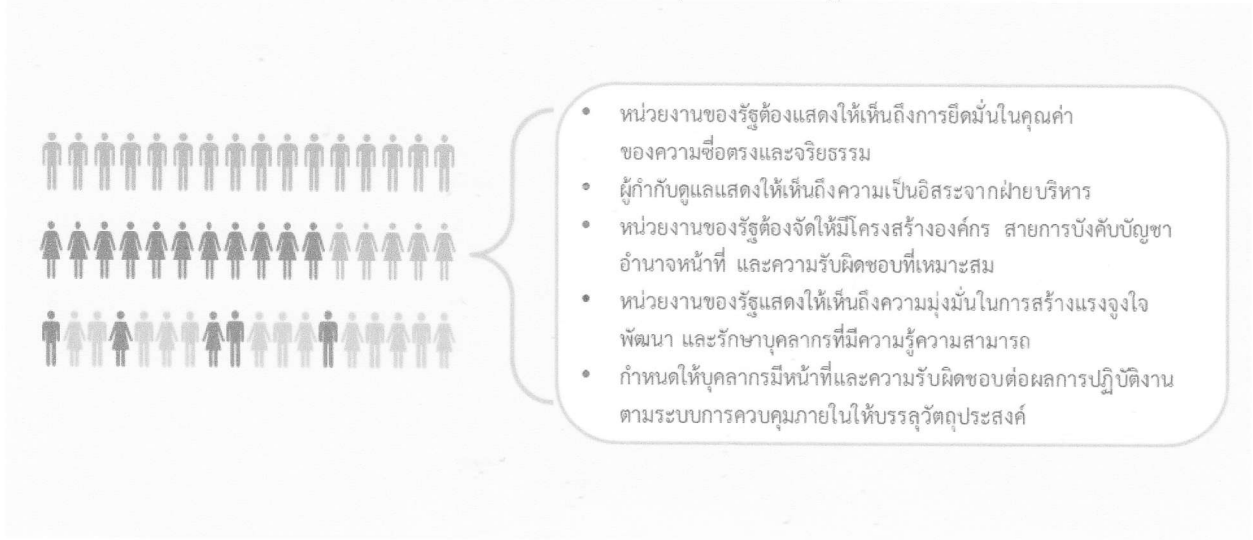 • หน่วยงานของรัฐต้องแสดงให้เห็นถึงการยึดมั่นในคุณค่า
ของความซื่อตรงและจริยธรรม
• ผู้กำกับดูแลแสดงให้เห็นถึงความเป็นอิสระจากฝ่ายบริหาร
• หน่วยงานของรัฐต้องจัดให้มีโครงสร้างองค์กร สายการบังคับบัญชา
อำนาจหน้าที่ และความรับผิดชอบที่เหมาะสม
• หน่วยงานของรัฐแสดงให้เห็นถึงความมุ่งมั่นในการสร้างแรงจูงใจ
พัฒนา และรักษาบุคลากรที่มีความรู้ความสามารถ
• กำหนดให้บุคลากรมีหน้าที่และความรับผิดชอบต่อผลการปฏิบัติงาน
ตามระบบการควบคุมภายในให้บรรลุวัตถุประสงค์